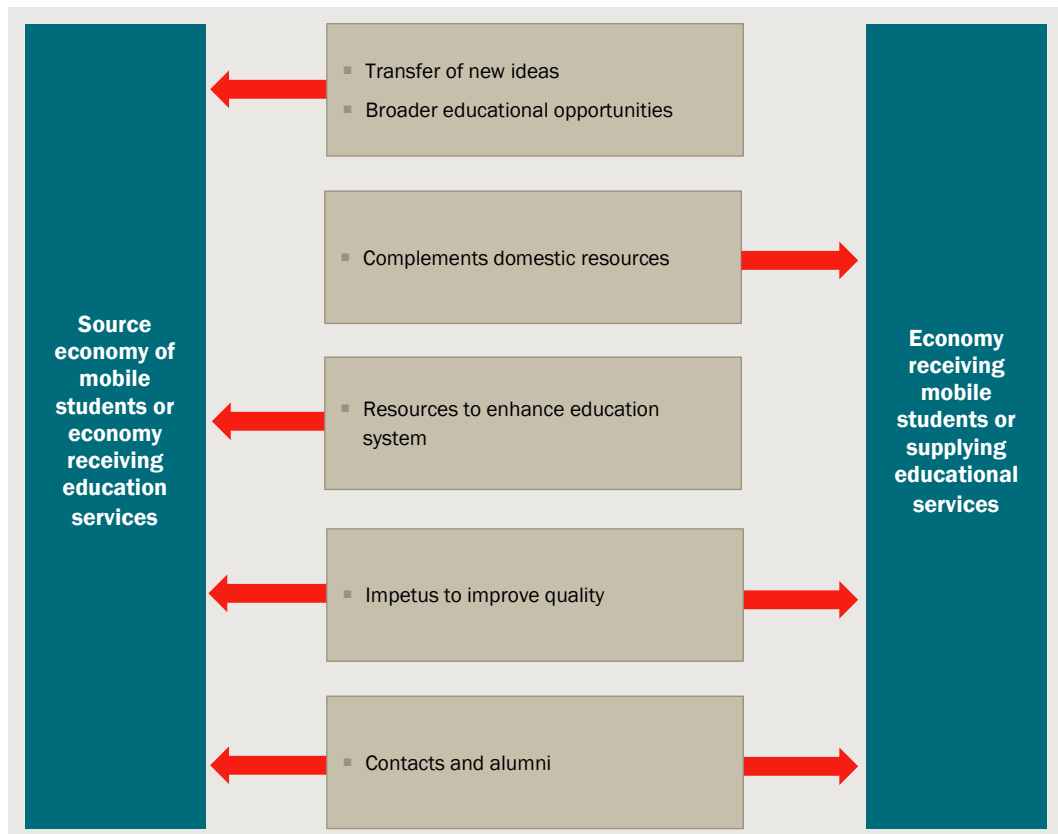 Transfer of new ideas
Broader educational opportunities
Complements domestic resources
Source
economy of
mobile
students or
economy
receiving
education
services
Economy
receiving
mobile
students or
supplying
educational
services
Resources to enhance education
system
Impetus to improve quality
Contacts and alumni